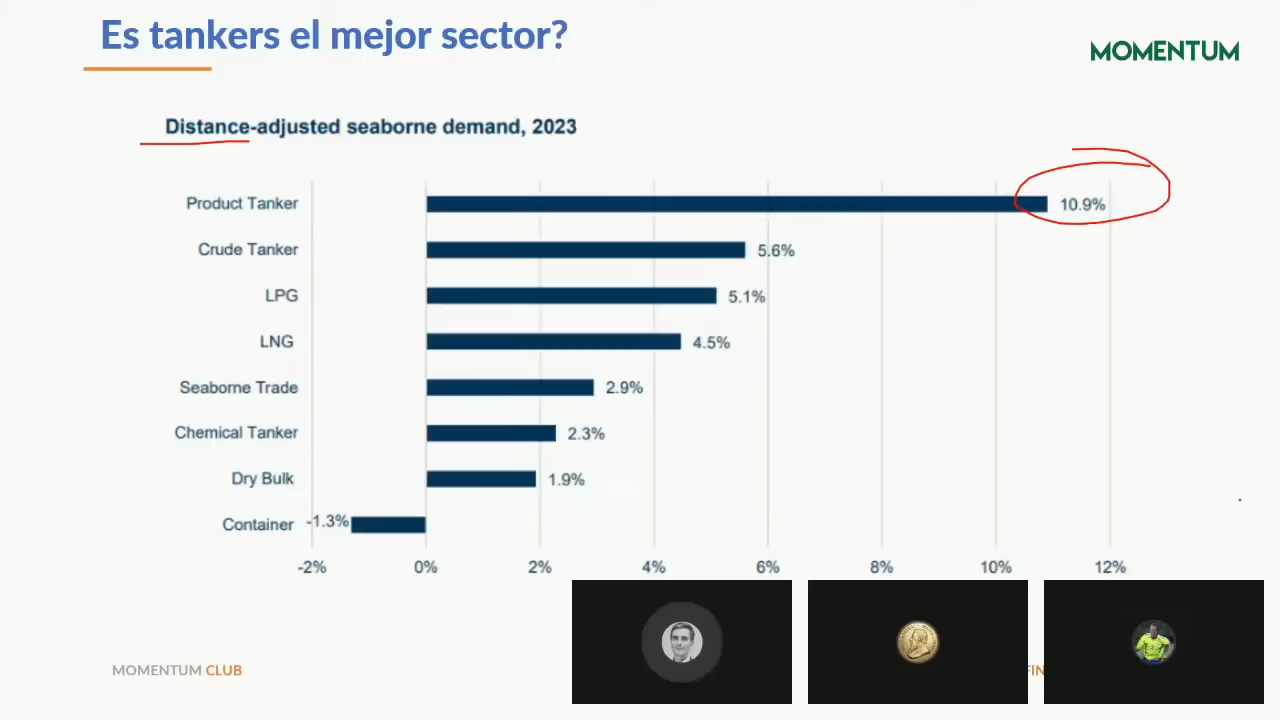 Es tankers el mejor sector?
MOMENTUM
Distance-adjusted seaborne demand, 2023
Product Tanker 10.9%
Crude Tanker 5.6%
LPG 5.1%
LNG 4.5%
Seaborne Trade 2.9%
Chemical Tanker 2.3%
Dry Bulk 1.9%
Container -1.3%
-2% 0% 2% 4% 6% 8% 10% 12%
MOMENTUM CLUB